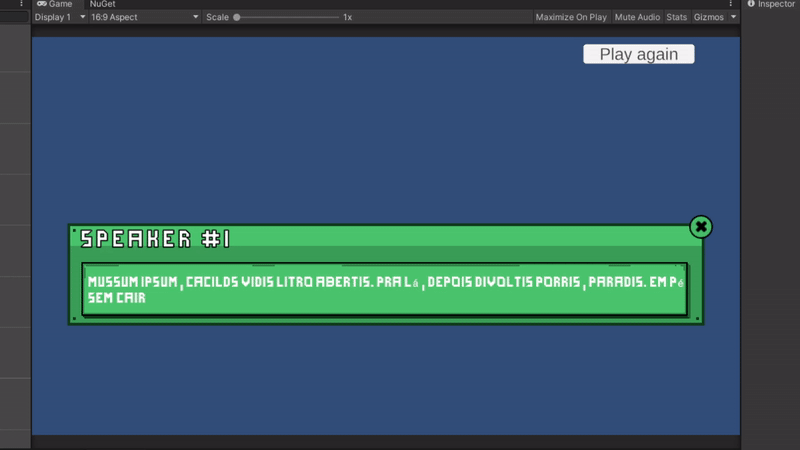 Game
NuGet
Inspector
Display 1
16:9 Aspect
Scale
1x
Maximize On Play
Mute Audio
Stats
Gizmos
Play again
SPEAKER #1
MUSSUM IPSUM, CACILDS VIDIS LITRO ABERTIS. PRA Lá, DEPOIS DIVOLTIS PORRIS, PARADIS. EM Pé
SEM CAIR